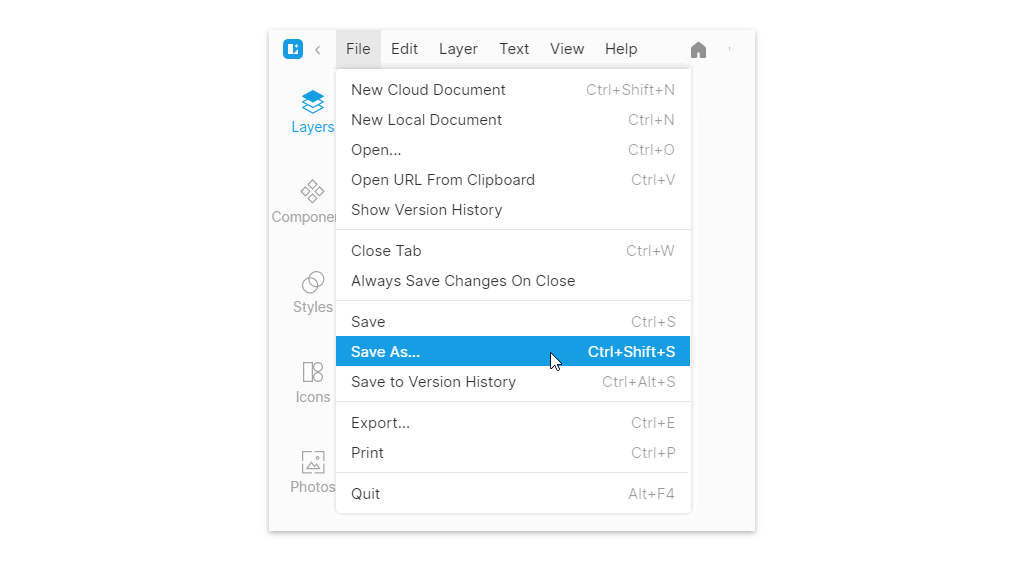 File Edit Layer Text View Help
Layers
Components
Styles
Icons
Photos
New Cloud Document Ctrl+Shift+N
New Local Document Ctrl+N
Open... Ctrl+O
Open URL From Clipboard Ctrl+V
Show Version History
Close Tab Ctrl+W
Always Save Changes On Close
Save Ctrl+S
Save As... Ctrl+Shift+S
Save to Version History Ctrl+Alt+S
Export... Ctrl+E
Print Ctrl+P
Quit Alt+F4